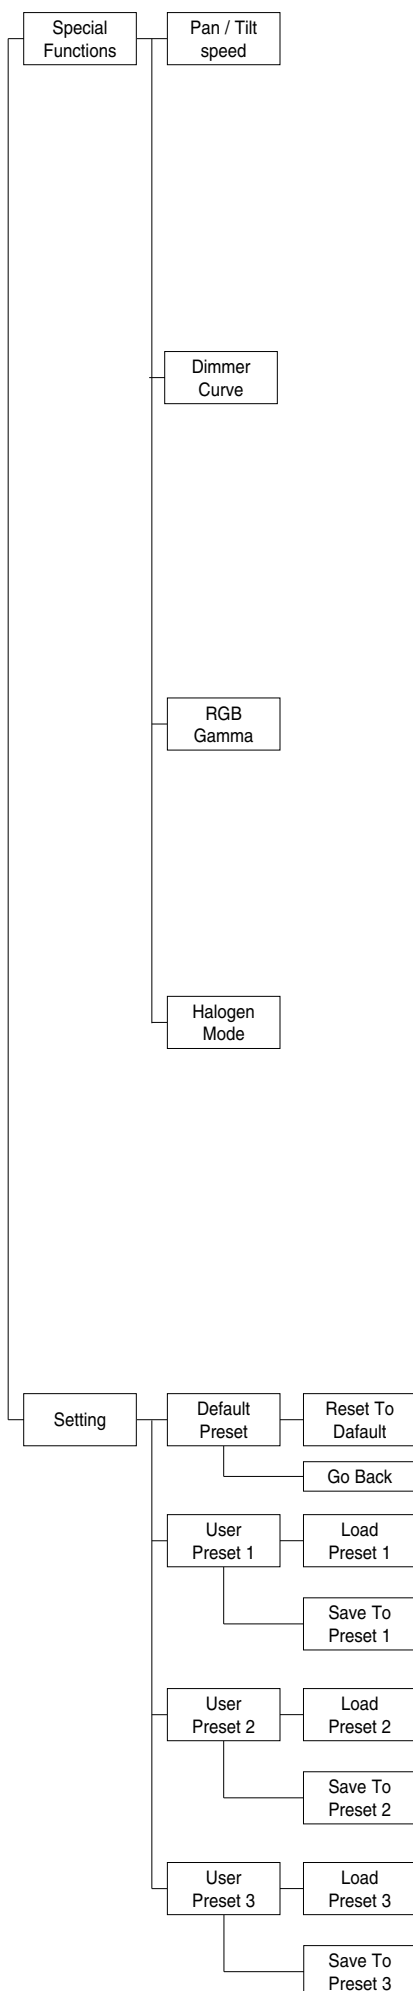 Special
Functions
Pan / Tilt
speed
Dimmer
Curve
RGB
Gamma
Halogen
Mode
Setting
Default
Preset
Reset To
Dafault
Go Back
User
Preset 1
Load
Preset 1
Save To
Preset 1
User
Preset 2
Load
Preset 2
Save To
Preset 2
User
Preset 3
Load
Preset 3
Save To
Preset 3